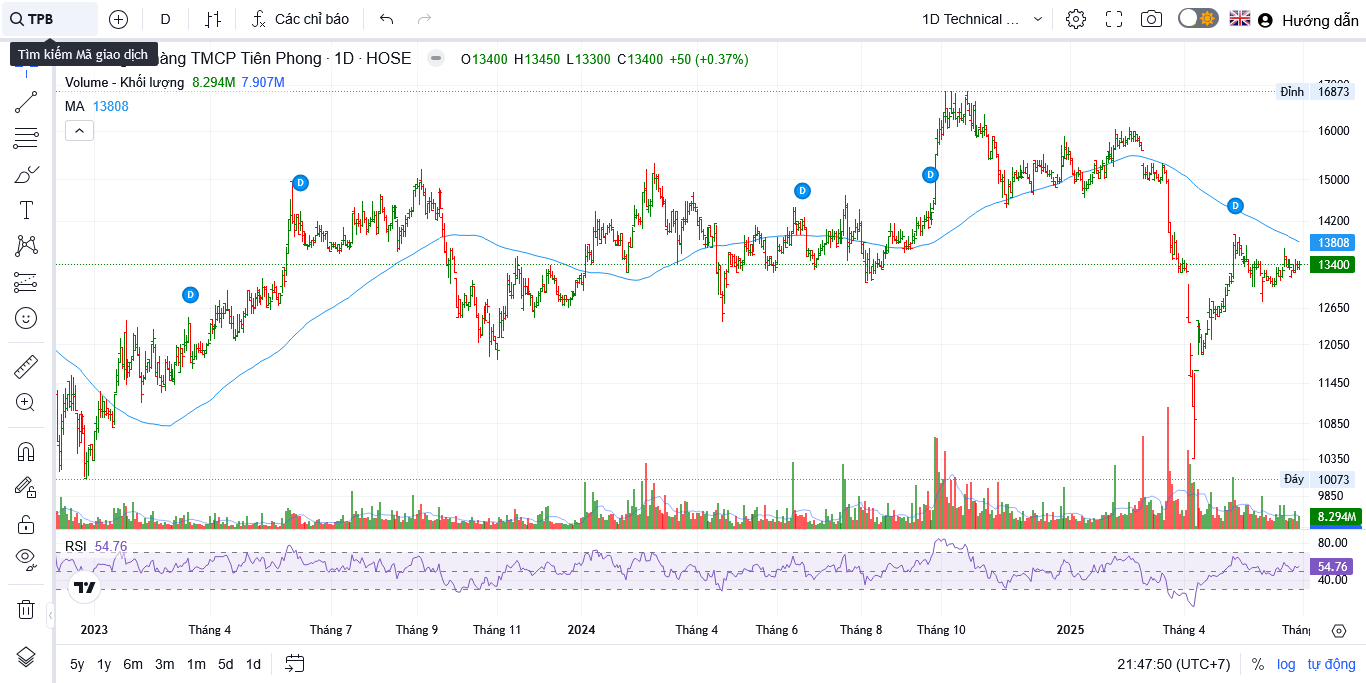 TPB D Các chỉ báo 1D Technical ... Hướng dẫn
Tìm kiếm Mã giao dịch
àng TMCP Tiên Phong · 1D · HOSE O13400 H13450 L13300 C13400 +50 (+0.37%)
Volume - Khối lượng 8.294M 7.907M
MA 13808
17000
Đỉnh 16873
16000
15000
14200
13808
13400
12650
12050
11450
10850
10350
Đáy 10073
9850
8.294M
RSI 54.76
80.00
54.76
40.00
D
D
D
D
D
2023 Tháng 4 Tháng 7 Tháng 9 Tháng 11 2024 Tháng 4 Tháng 6 Tháng 8 Tháng 10 2025 Tháng 4 Thán
5y 1y 6m 3m 1m 5d 1d 21:47:50 (UTC+7) % log tự động